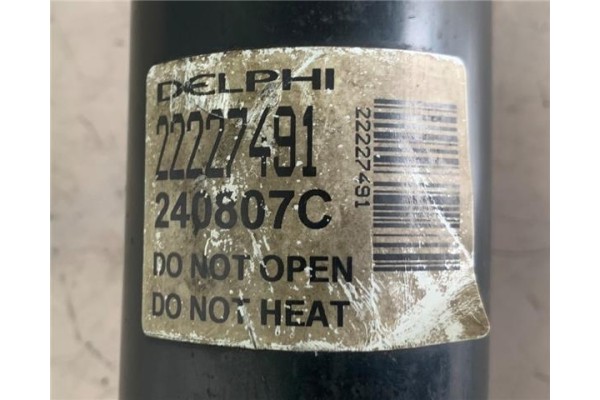 DELPHI
22227491
240807C
DO NOT OPEN
DO NOT HEAT
22227491